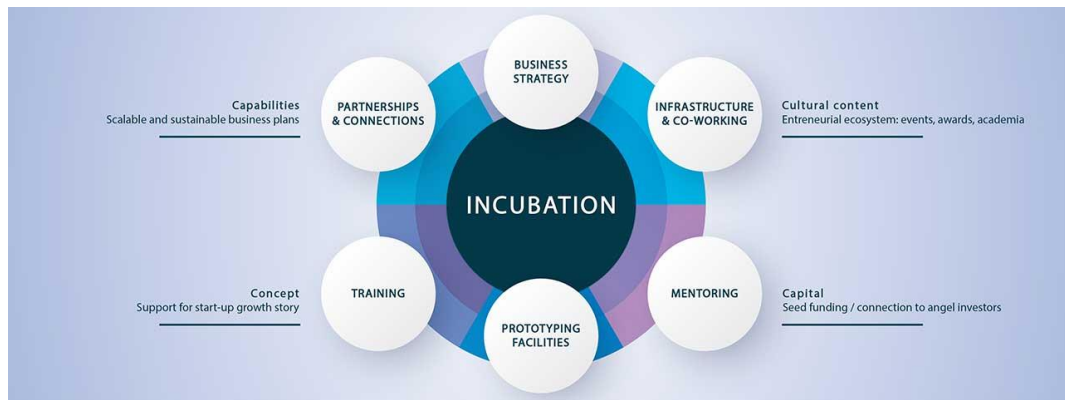 BUSINESS
STRATEGY
Capabilities
Scalable and sustainable business plans
PARTNERSHIPS
& CONNECTIONS
INFRASTRUCTURE
& CO-WORKING
Cultural content
Entreneurial ecosystem: events, awards, academia
INCUBATION
Concept
Support for start-up growth story
TRAINING
MENTORING
Capital
Seed funding / connection to angel investors
PROTOTYPING
FACILITIES